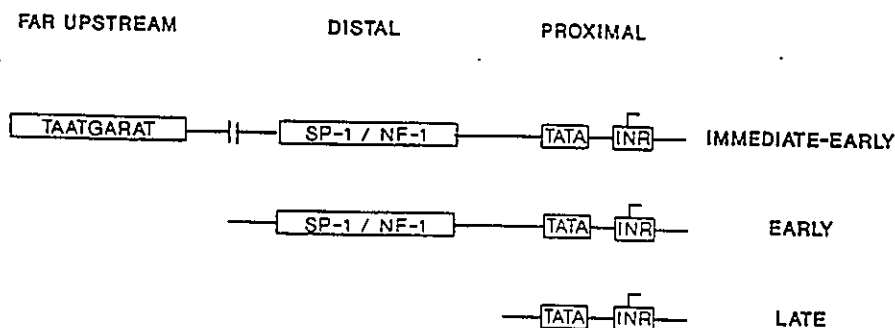 FAR UPSTREAM DISTAL PROXIMAL
TAATGARAT SP-1 / NF-1 TATA INR IMMEDIATE-EARLY
SP-1 / NF-1 TATA INR EARLY
TATA INR LATE